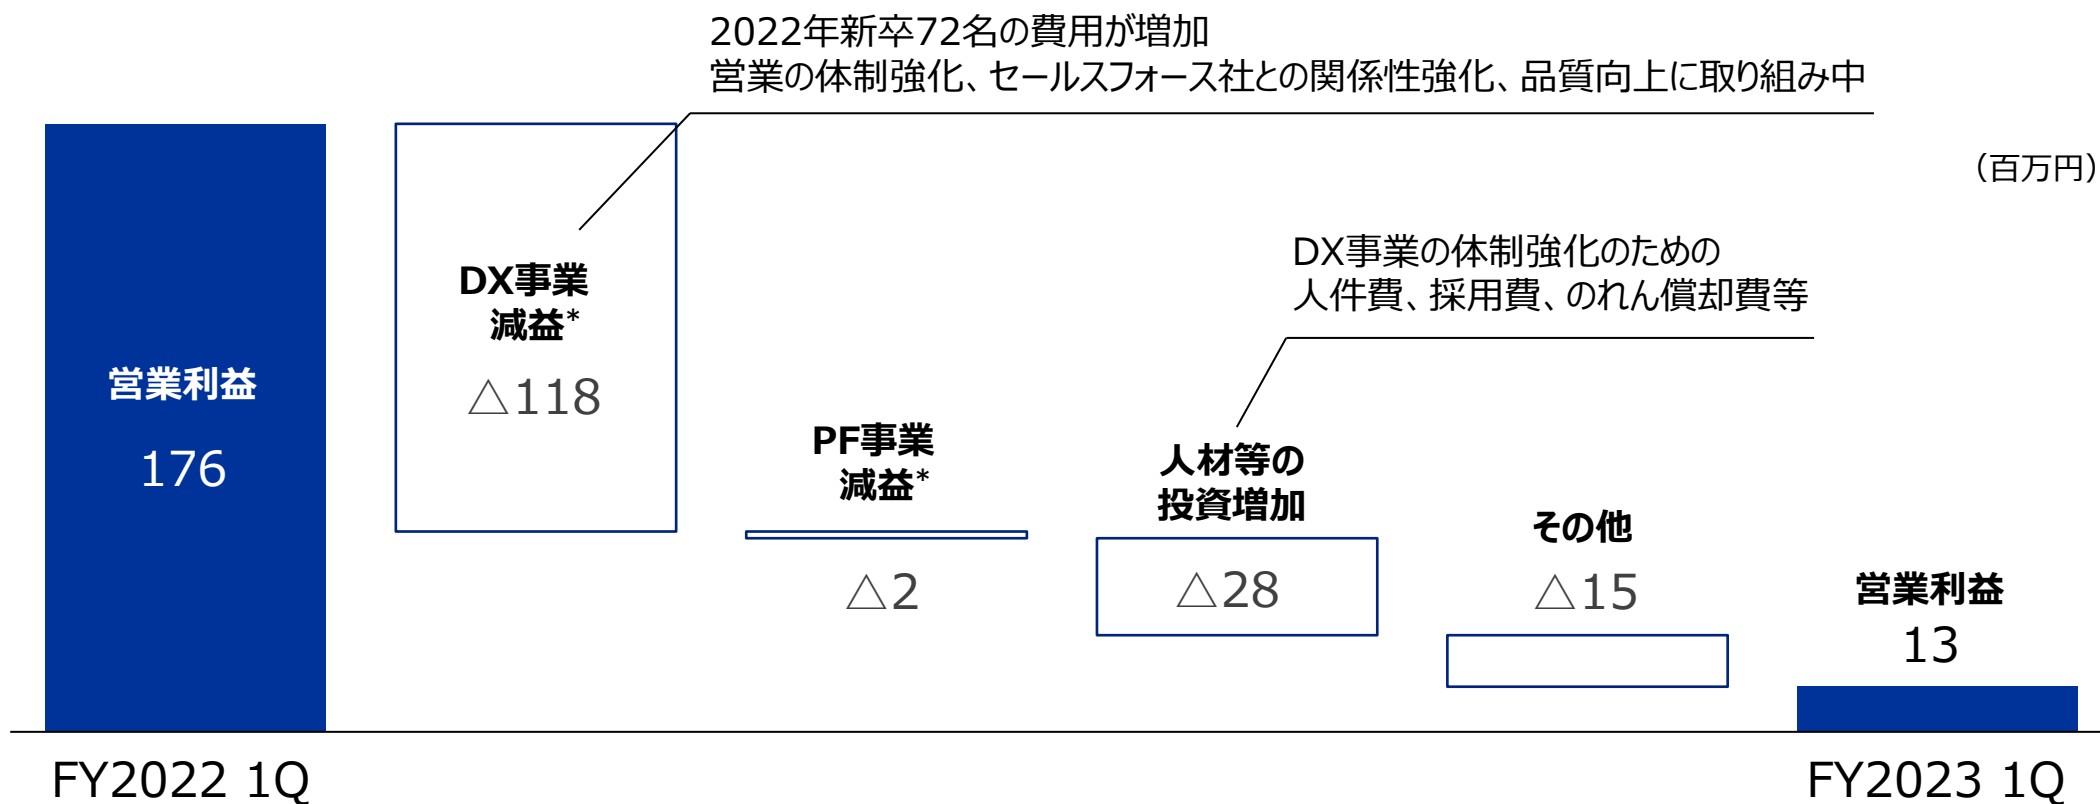 2022年新卒72名の費用が増加
営業の体制強化、セールスフォース社との関係性強化、品質向上に取り組み中
（百万円）
DX事業の体制強化のための
人件費、採用費、のれん償却費等
営業利益
176
DX事業
減益*
△118
PF事業
減益*
△2
人材等の
投資増加
△28
その他
△15
営業利益
13
FY2022 1Q
FY2023 1Q